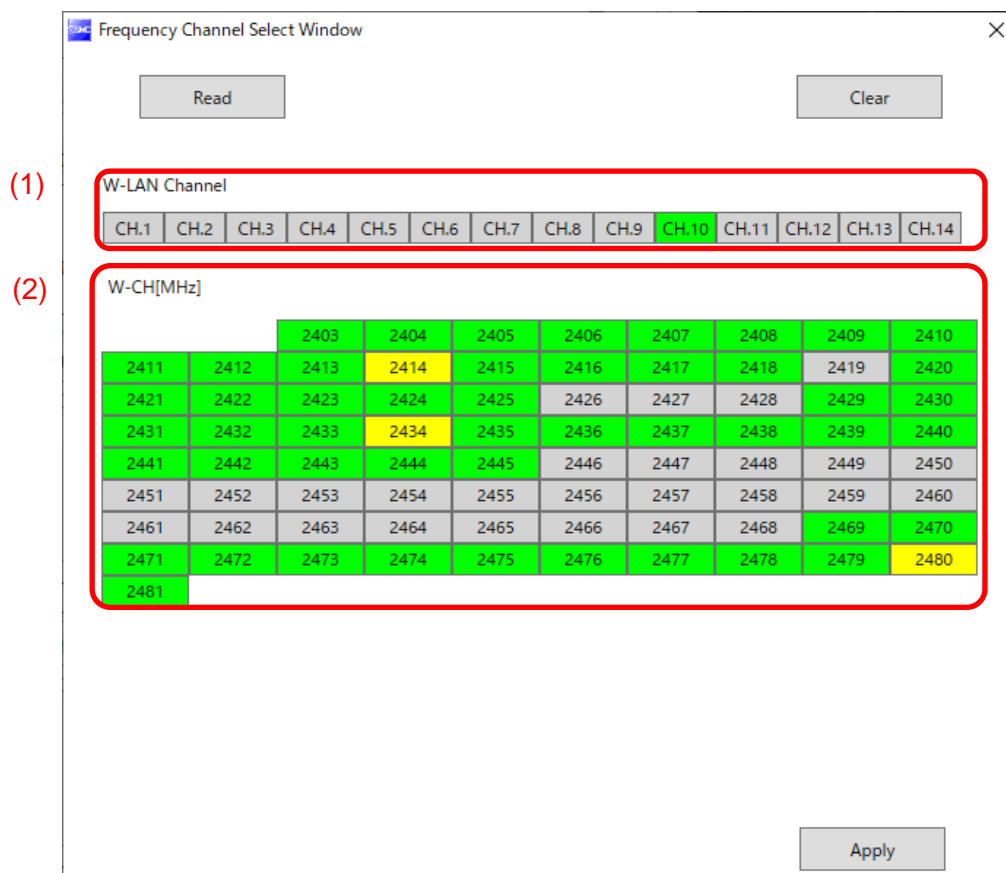 Frequency Channel Select Window
Read Clear
(1)
W-LAN Channel
CH.1 CH.2 CH.3 CH.4 CH.5 CH.6 CH.7 CH.8 CH.9 CH.10 CH.11 CH.12 CH.13 CH.14
(2)
W-CH[MHz]
2403 2404 2405 2406 2407 2408 2409 2410
2411 2412 2413 2414 2415 2416 2417 2418 2419 2420
2421 2422 2423 2424 2425 2426 2427 2428 2429 2430
2431 2432 2433 2434 2435 2436 2437 2438 2439 2440
2441 2442 2443 2444 2445 2446 2447 2448 2449 2450
2451 2452 2453 2454 2455 2456 2457 2458 2459 2460
2461 2462 2463 2464 2465 2466 2467 2468 2469 2470
2471 2472 2473 2474 2475 2476 2477 2478 2479 2480
2481
Apply